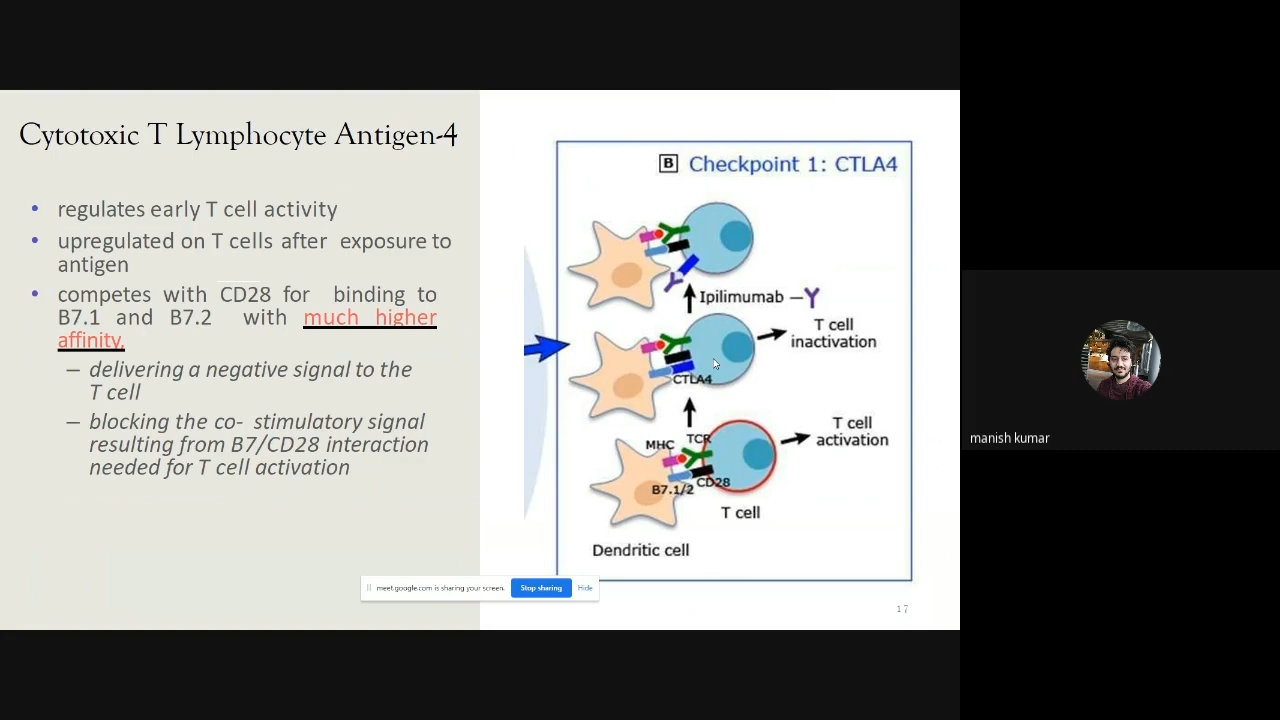 Cytotoxic T Lymphocyte Antigen-4
• regulates early T cell activity
• upregulated on T cells after exposure to
antigen
• competes with CD28 for binding to
B7.1 and B7.2 with much higher
affinity,
– delivering a negative signal to the
T cell
– blocking the co- stimulatory signal
resulting from B7/CD28 interaction
needed for T cell activation
B Checkpoint 1: CTLA4
Ipilimumab
T cell
inactivation
CTLA4
T cell
activation
MHC
TCR
B7.1/2
CD28
T cell
Dendritic cell
meet.google.com is sharing your screen.
Stop sharing
Hide
17
manish kumar